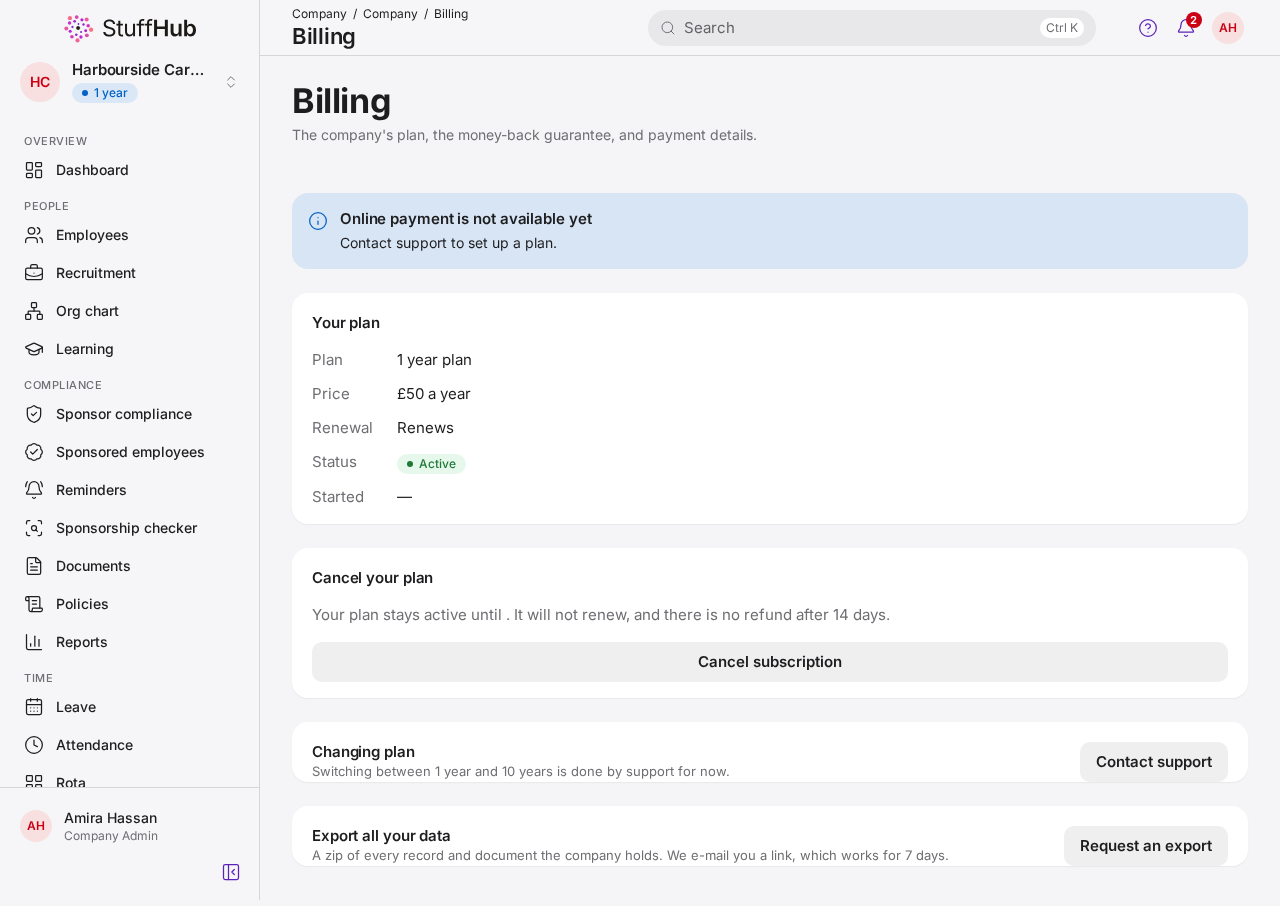 StuffHub
HC
Harbourside Car...
1 year
OVERVIEW
Dashboard
PEOPLE
Employees
Recruitment
Org chart
Learning
COMPLIANCE
Sponsor compliance
Sponsored employees
Reminders
Sponsorship checker
Documents
Policies
Reports
TIME
Leave
Attendance
Rota
AH
Amira Hassan
Company Admin
Company / Company / Billing
Billing
Search
Ctrl K
2
AH
Billing
The company's plan, the money-back guarantee, and payment details.
Online payment is not available yet
Contact support to set up a plan.
Your plan
Plan 1 year plan
Price £50 a year
Renewal Renews
Status Active
Started —
Cancel your plan
Your plan stays active until . It will not renew, and there is no refund after 14 days.
Cancel subscription
Changing plan
Switching between 1 year and 10 years is done by support for now.
Contact support
Export all your data
A zip of every record and document the company holds. We e-mail you a link, which works for 7 days.
Request an export